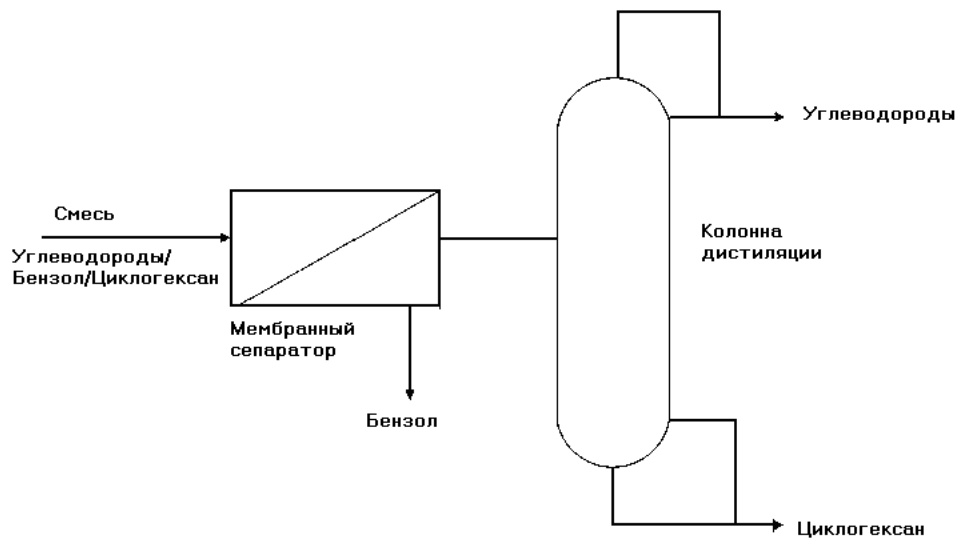 Углеводороды
Смесь
Углеводороды/
Бензол/Циклогексан
Колонна
дистиляции
Мембранный
сепаратор
Бензол
Циклогексан